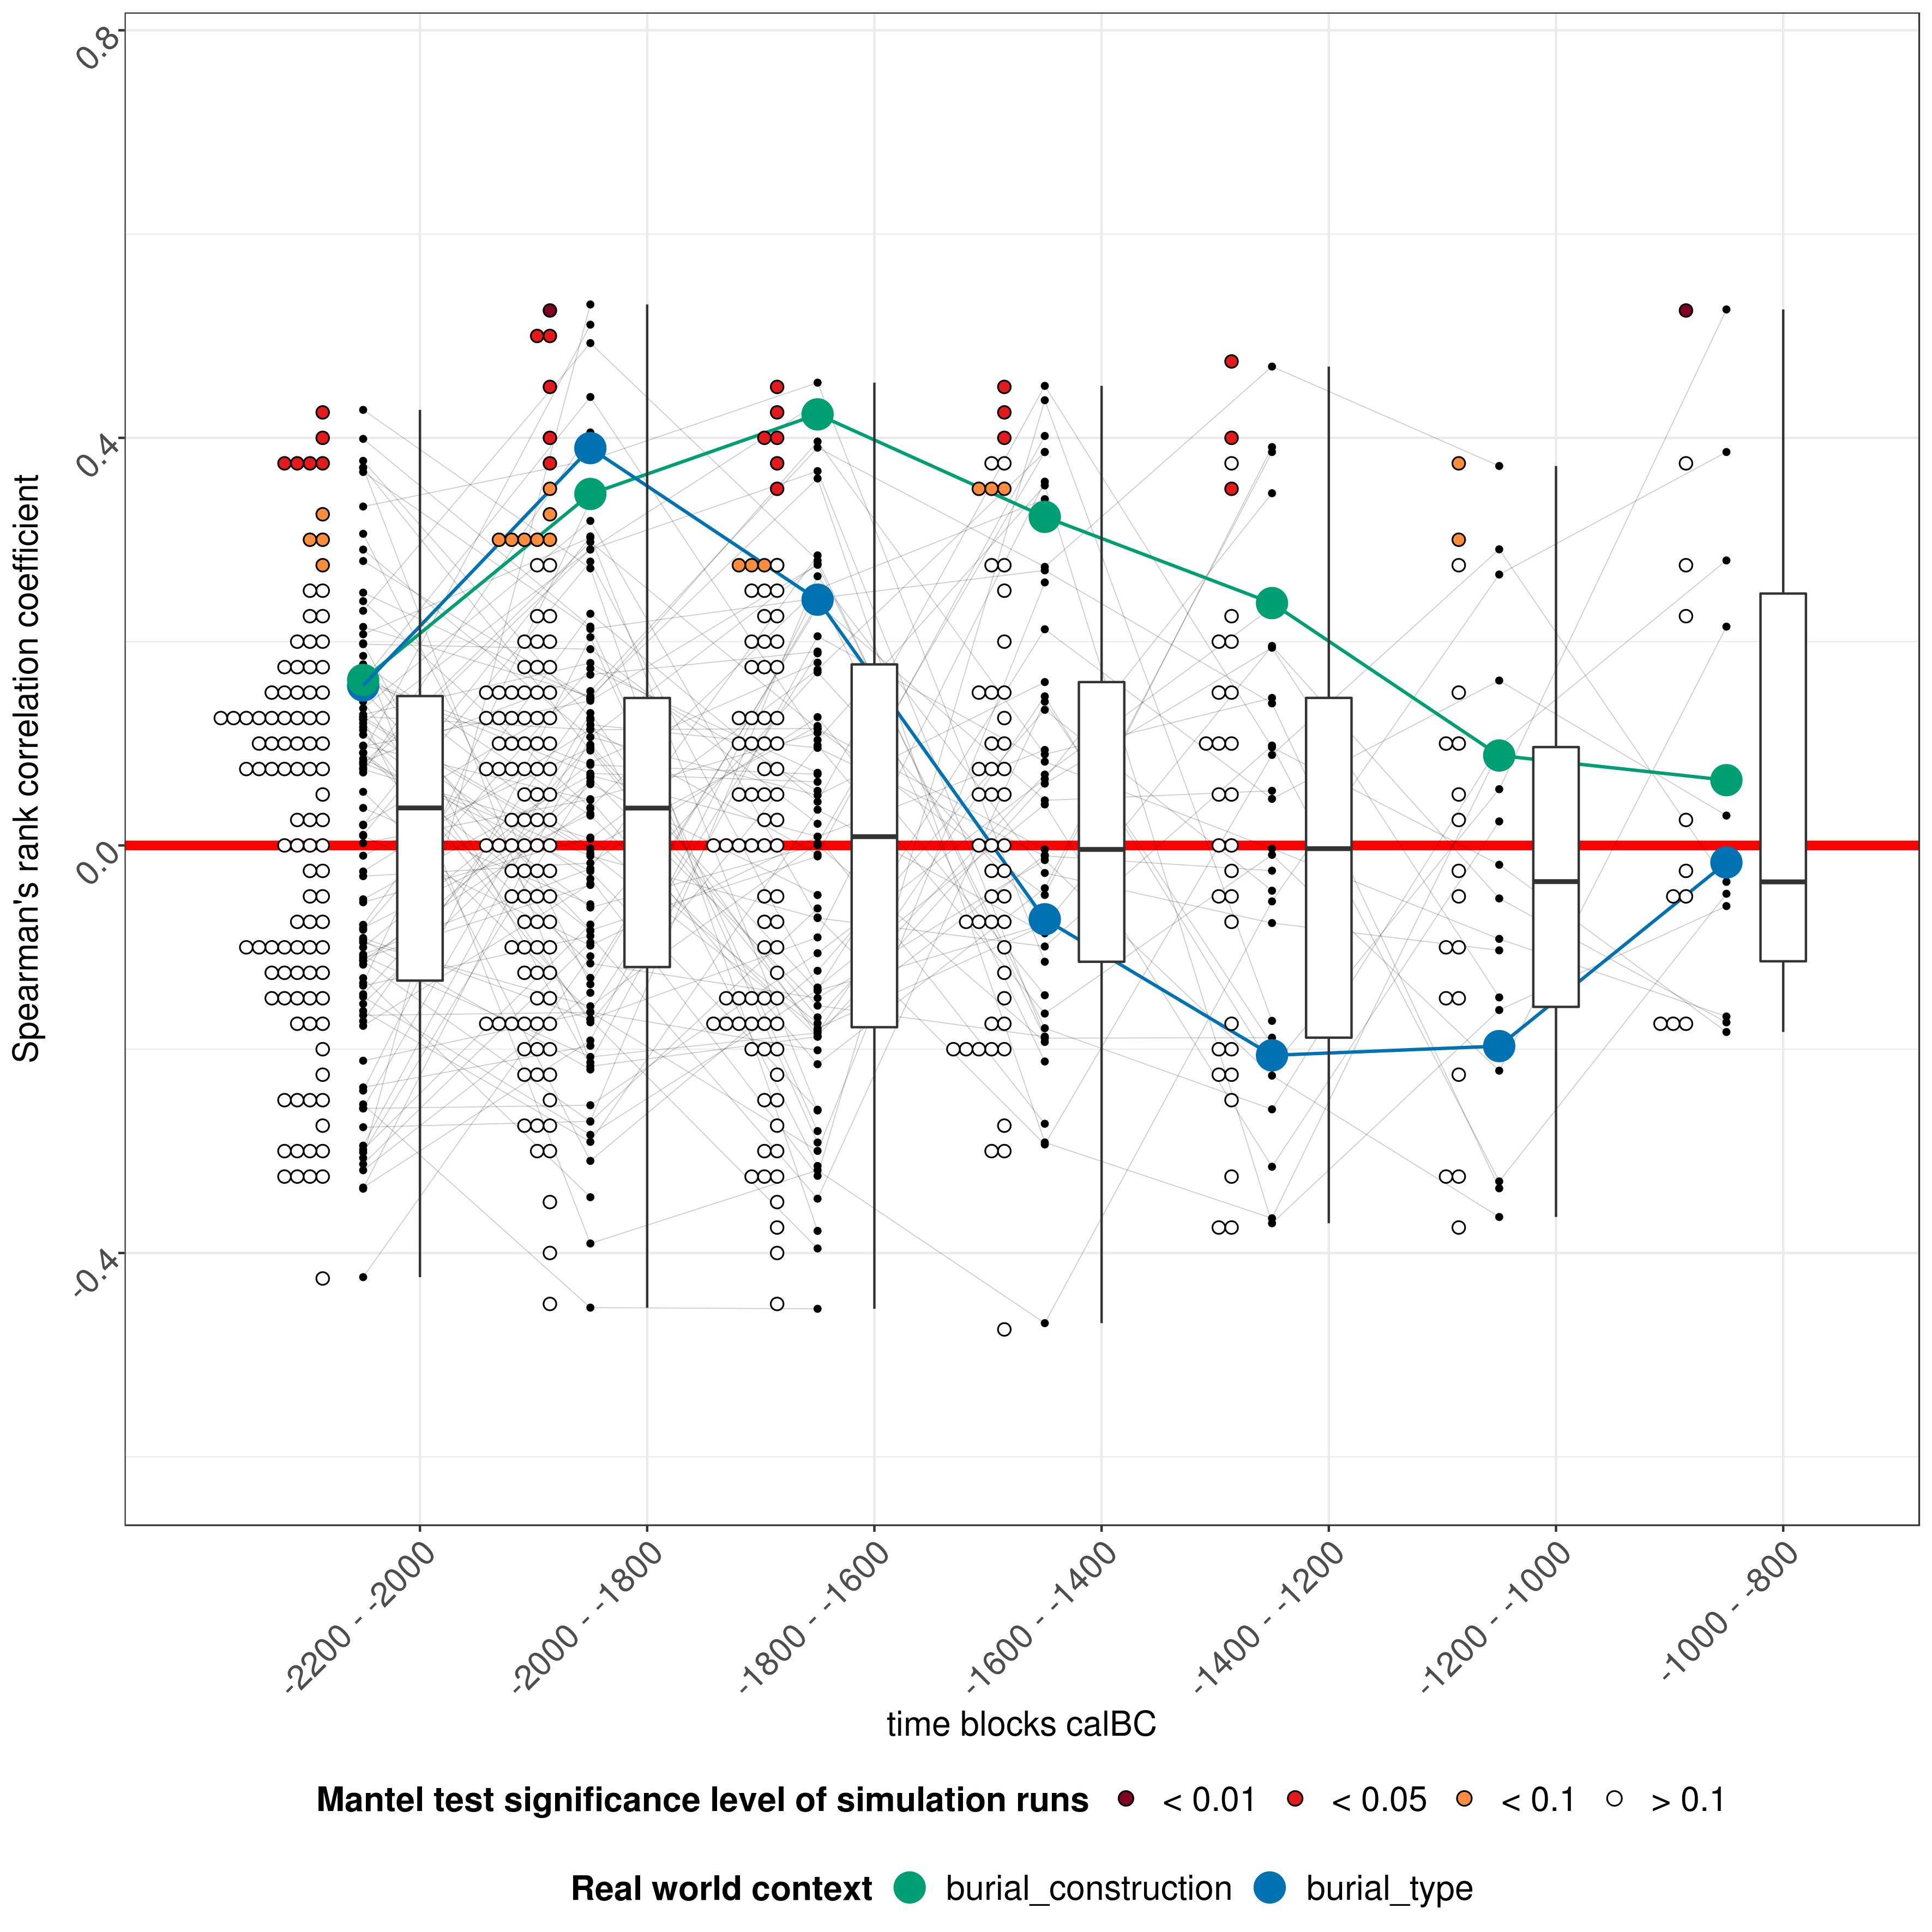 Spearman's rank correlation coefficient
0.8
0.4
0.0
-0.4
-2200 - -2000
-2000 - -1800
-1800 - -1600
-1600 - -1400
-1400 - -1200
-1200 - -1000
-1000 - -800
time blocks calBC
Mantel test significance level of simulation runs < 0.01 < 0.05 < 0.1 > 0.1
Real world context burial_construction burial_type